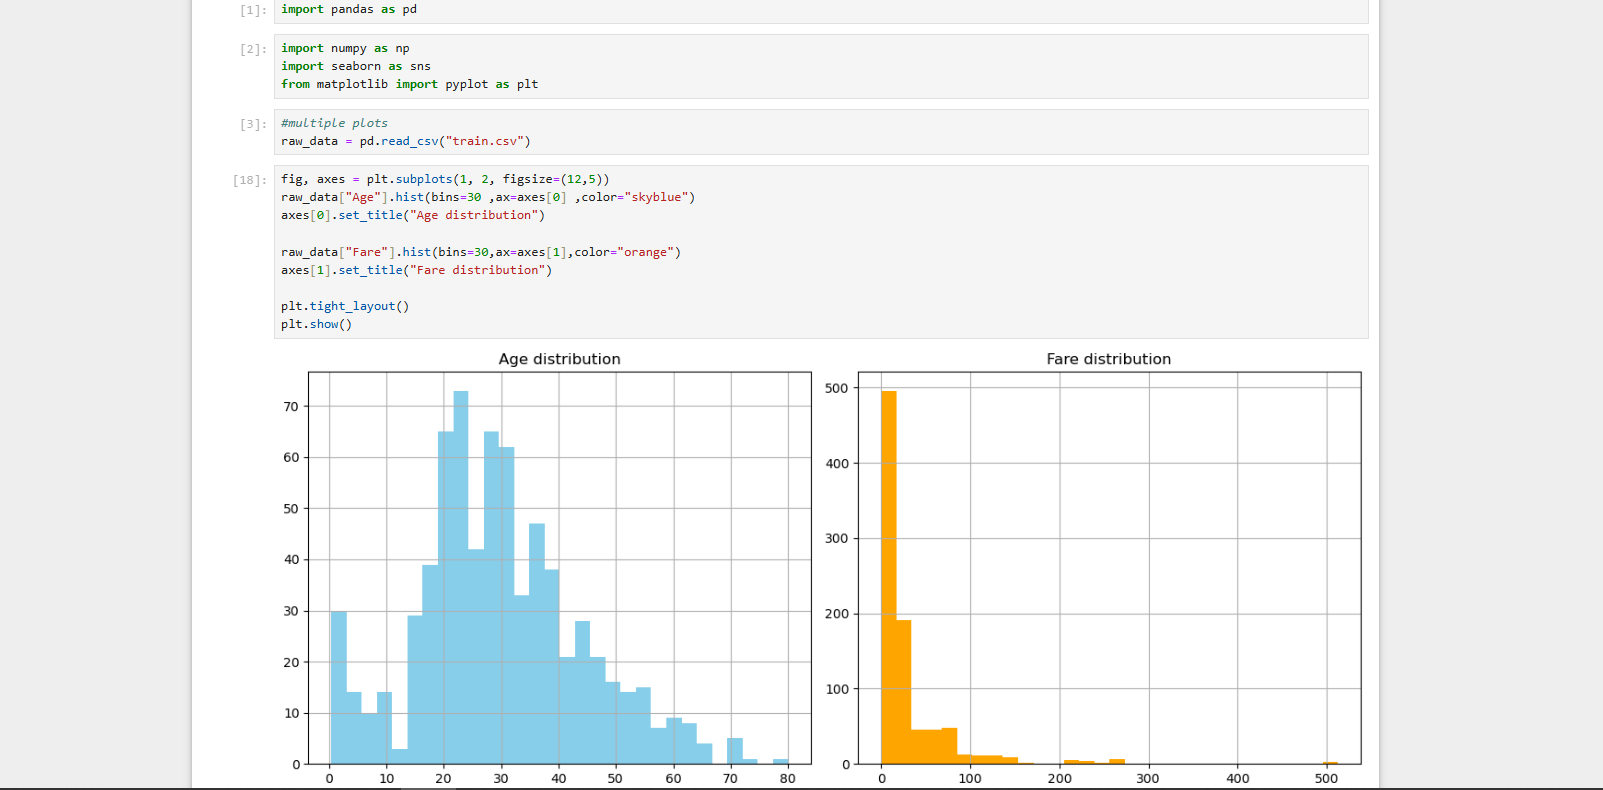 [1]: import pandas as pd
[2]: import numpy as np
import seaborn as sns
from matplotlib import pyplot as plt
[3]: #multiple plots
raw_data = pd.read_csv("train.csv")
[18]: fig, axes = plt.subplots(1, 2, figsize=(12,5))
raw_data["Age"].hist(bins=30 ,ax=axes[0] ,color="skyblue")
axes[0].set_title("Age distribution")
raw_data["Fare"].hist(bins=30,ax=axes[1],color="orange")
axes[1].set_title("Fare distribution")
plt.tight_layout()
plt.show()
Age distribution
70
60
50
40
30
20
10
0
0 10 20 30 40 50 60 70 80
Fare distribution
500
400
300
200
100
0
0 100 200 300 400 500